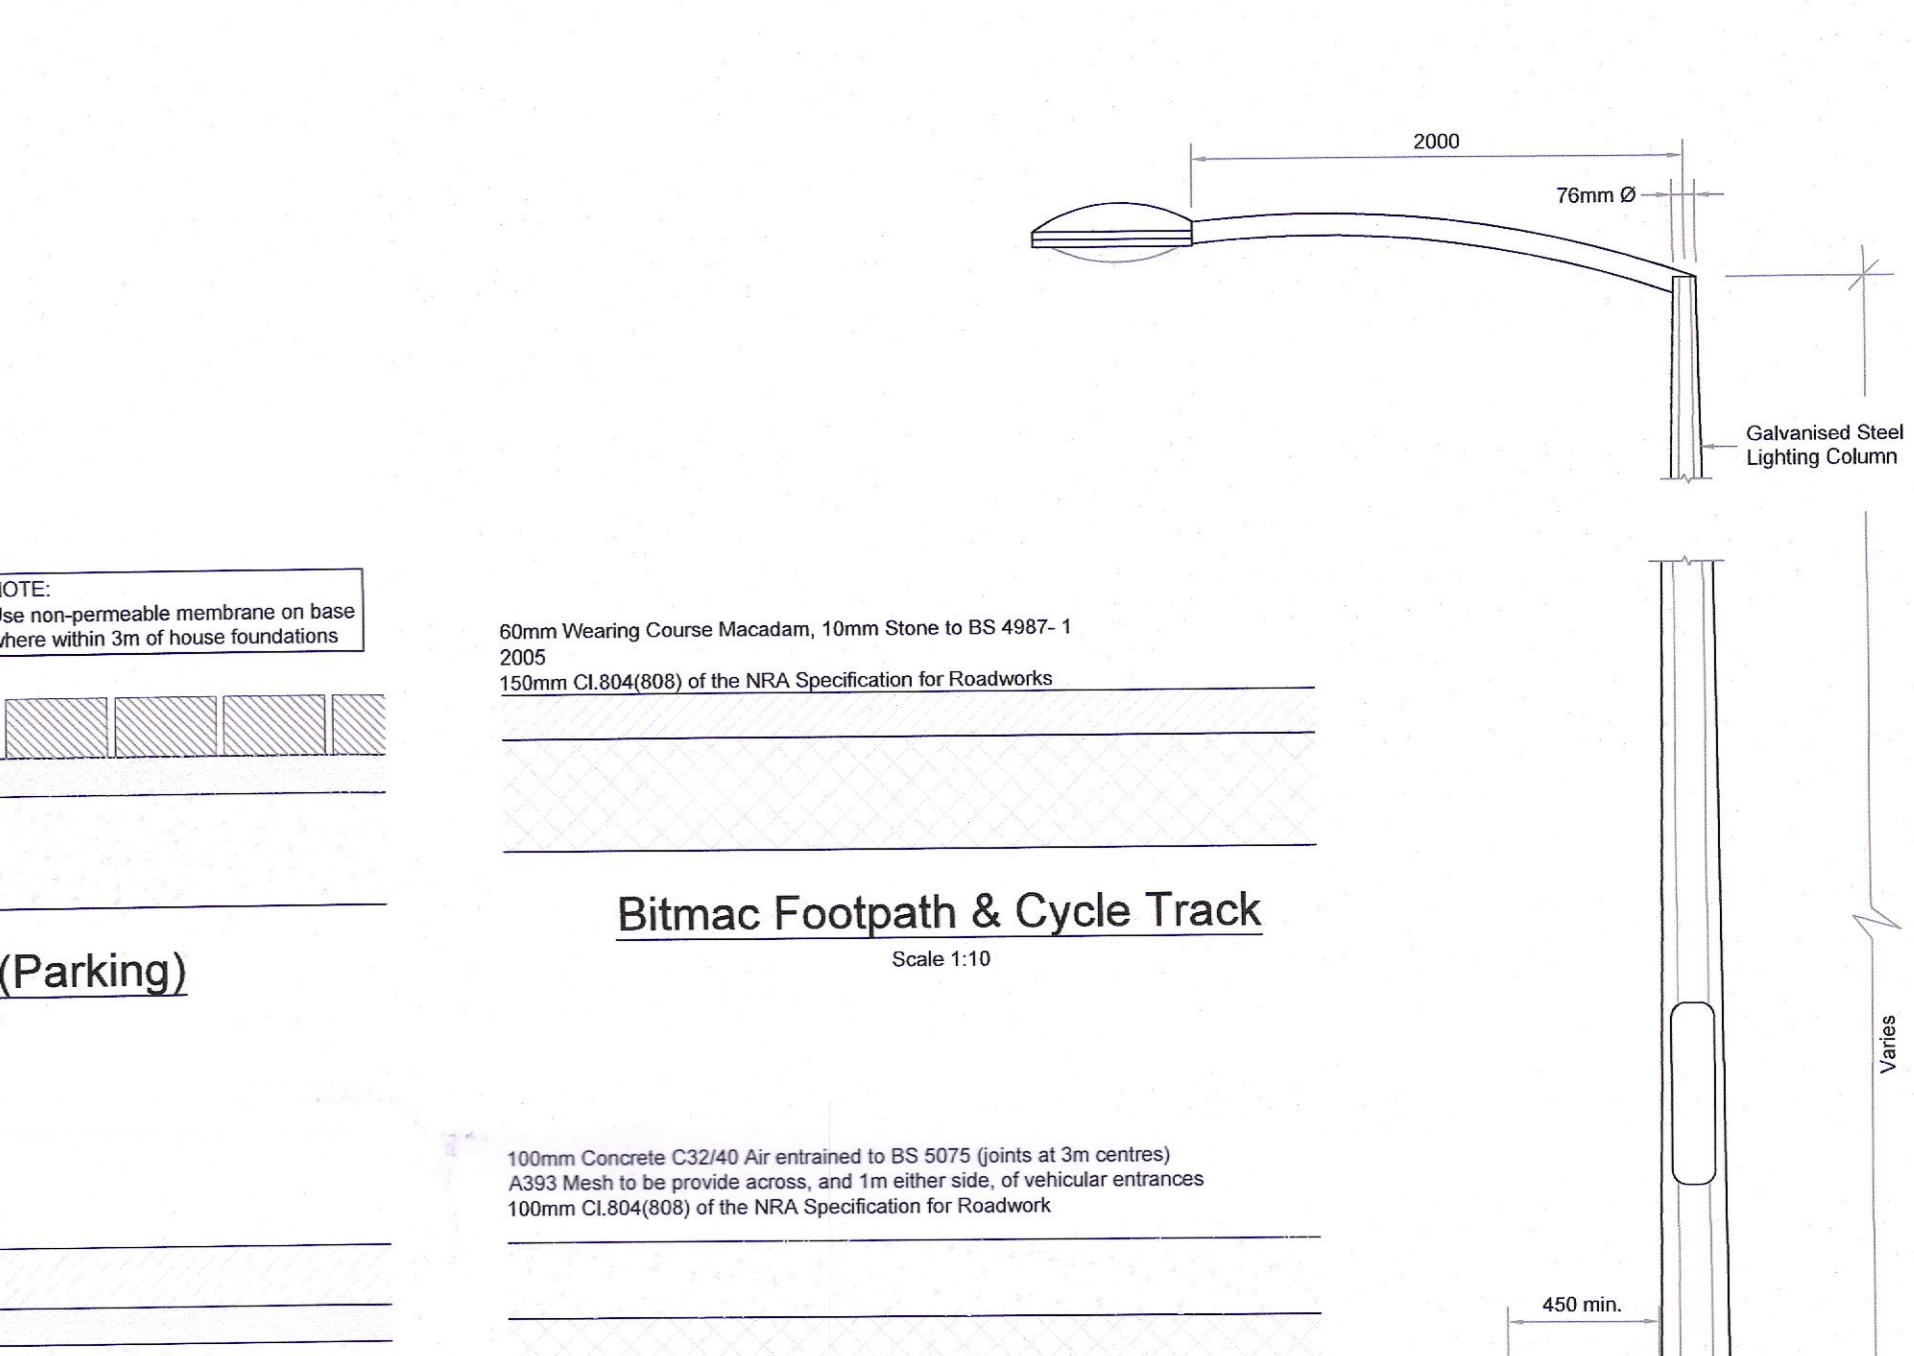 2000
76mm Ø
Galvanised Steel
Lighting Column
OTE:
se non-permeable membrane on base
here within 3m of house foundations
60mm Wearing Course Macadam, 10mm Stone to BS 4987- 1
2005
150mm Cl.804(808) of the NRA Specification for Roadworks
Bitmac Footpath & Cycle Track
Scale 1:10
(Parking)
Varies
100mm Concrete C32/40 Air entrained to BS 5075 (joints at 3m centres)
A393 Mesh to be provide across, and 1m either side, of vehicular entrances
100mm Cl.804(808) of the NRA Specification for Roadwork
450 min.